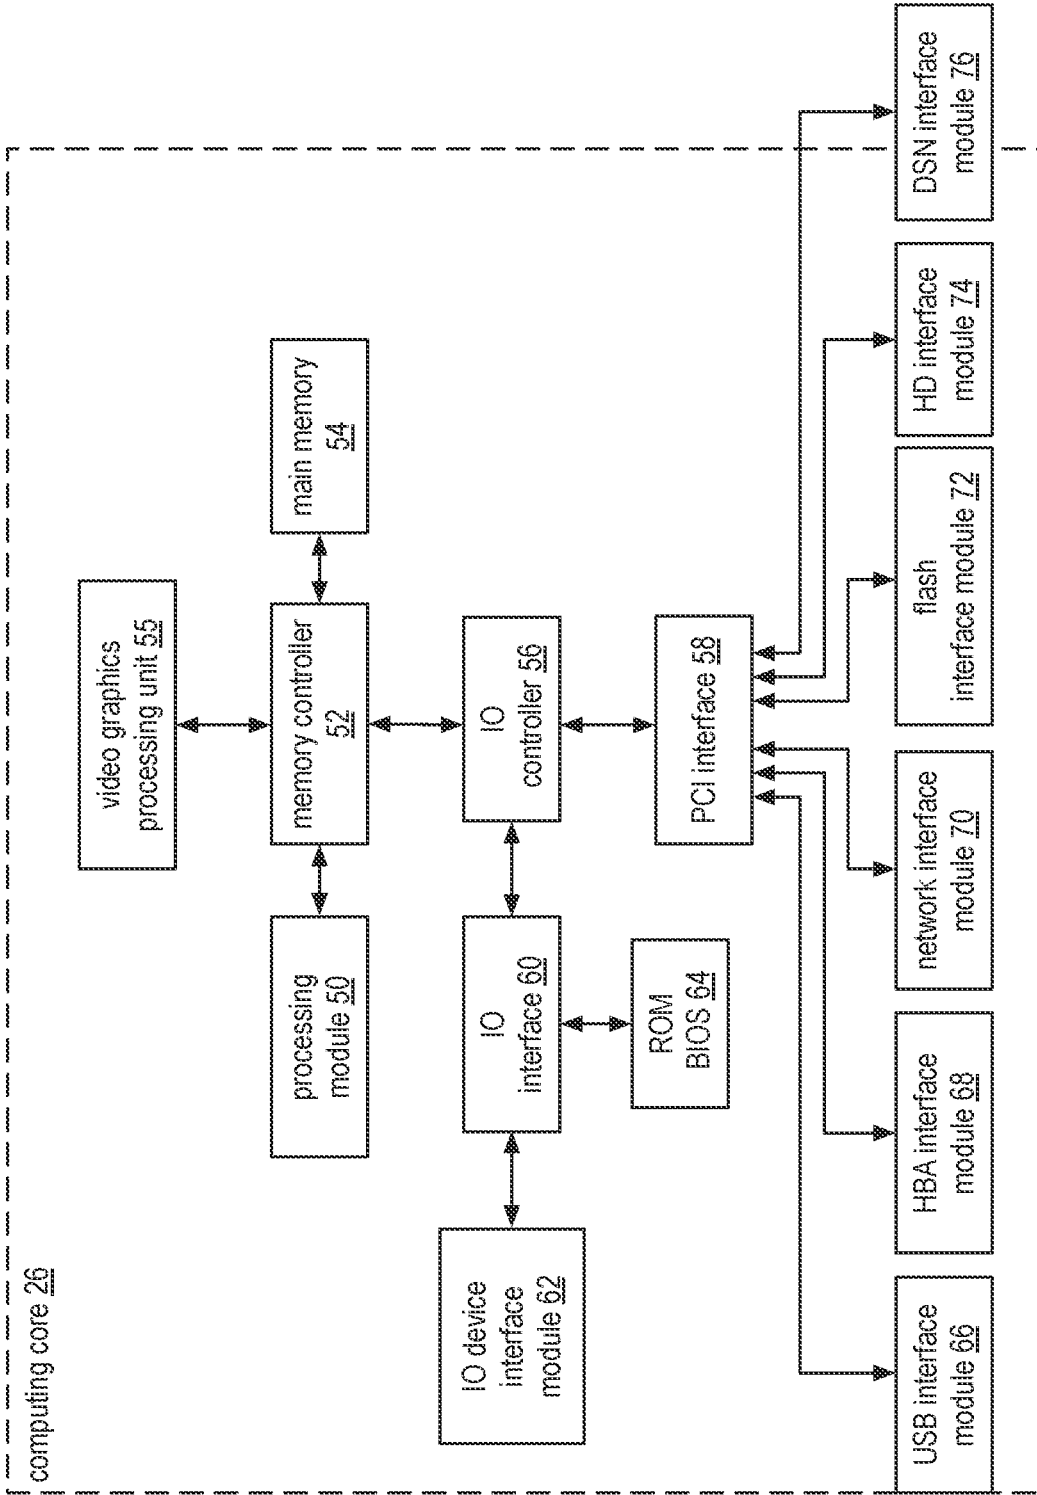 computing core 26
video graphics
processing unit 55
processing
module 50
memory controller
52
main memory
54
IO device
interface
module 62
IO
interface 60
IO
controller 56
ROM
BIOS 64
PCI interface 58
USB interface
module 66
HBA interface
module 68
network interface
module 70
flash
interface module 72
HD interface
module 74
DSN interface
module 76